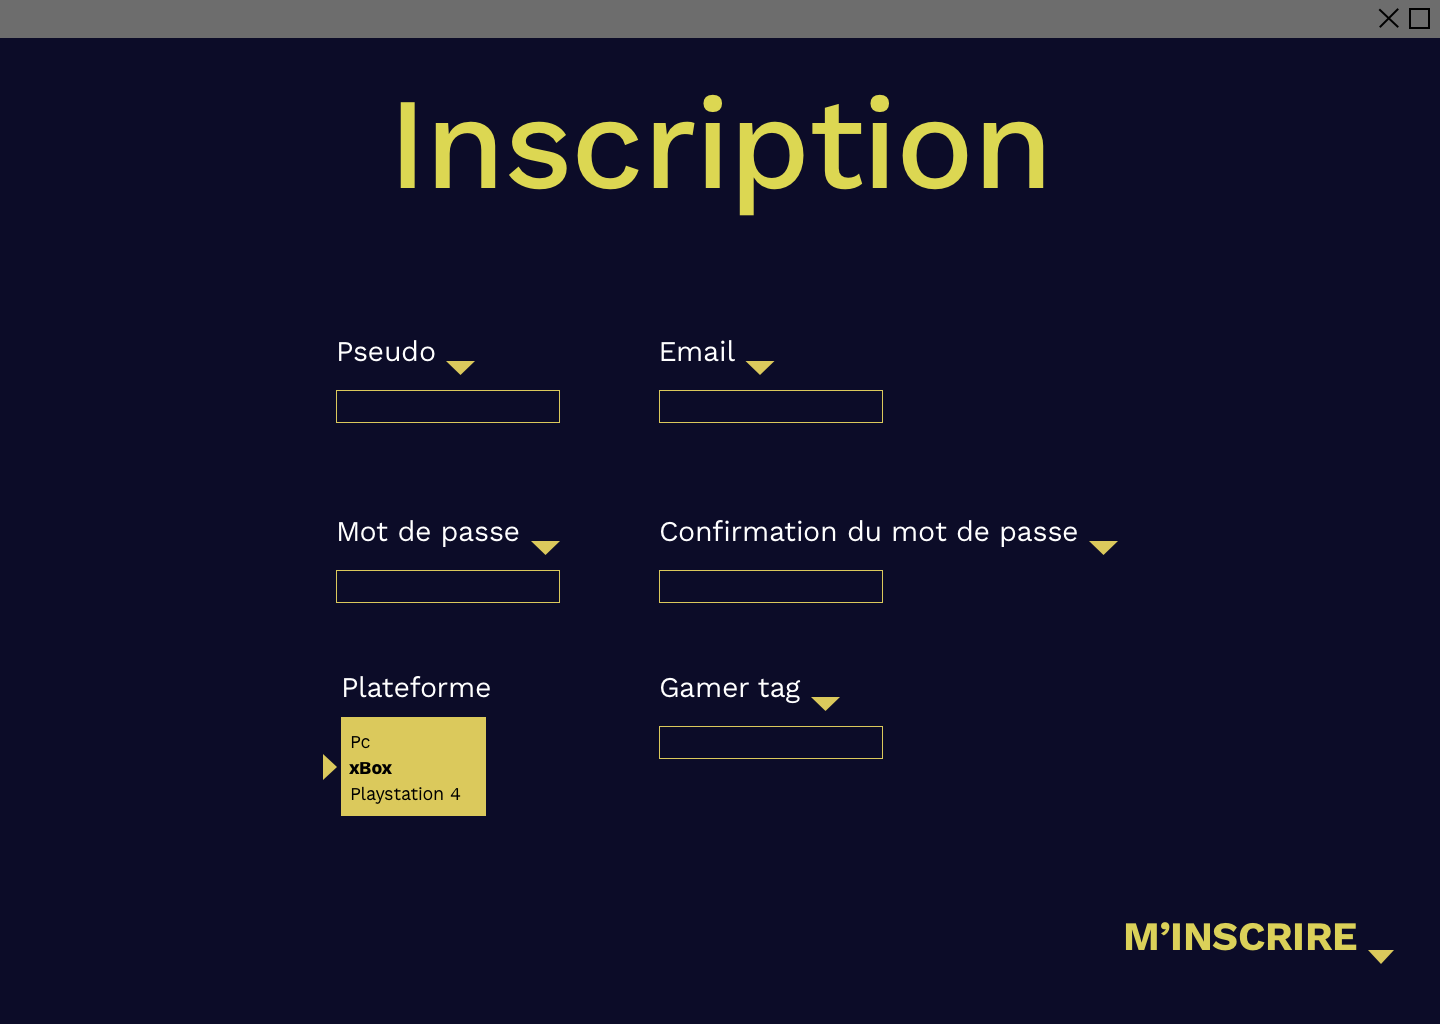 Inscription
Pseudo
Email
Mot de passe
Confirmation du mot de passe
Plateforme
Gamer tag
Pc
xBox
Playstation 4
M’INSCRIRE